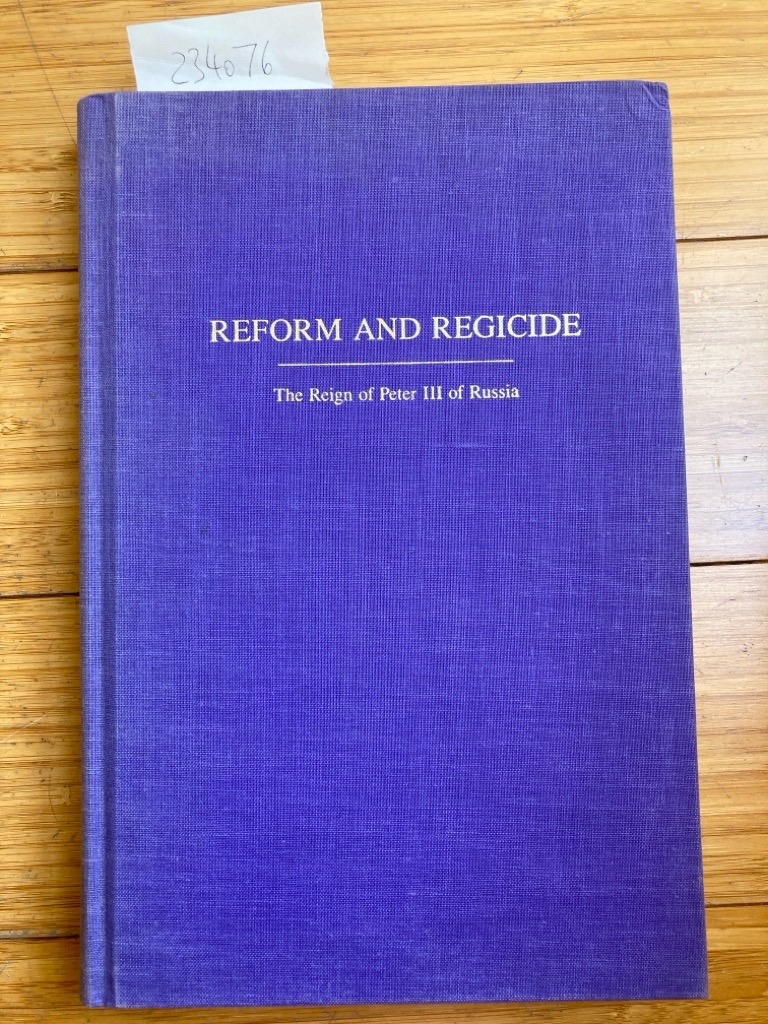 234076
REFORM AND REGICIDE
The Reign of Peter III of Russia